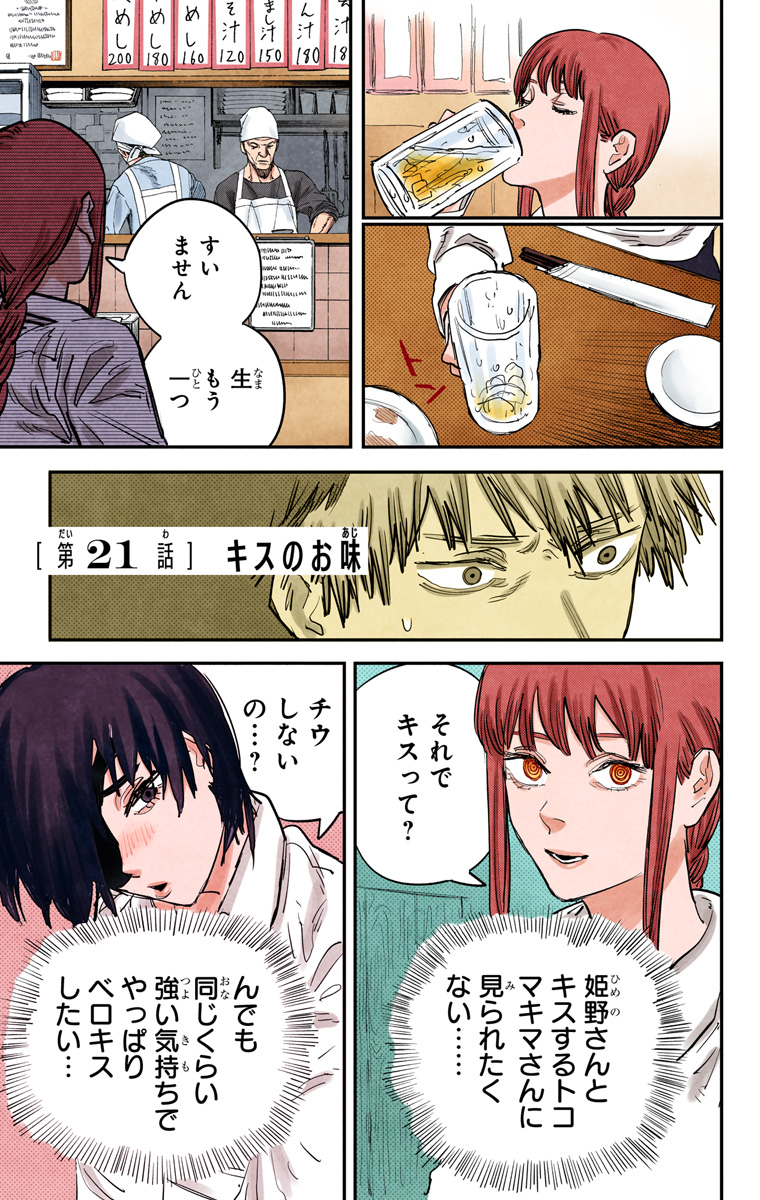 めし
200
めし
180
めし
160
そ汁
120
まし汁
150
ん汁
180
汁
18
トン
すい
ません
生
もう
一つ
[第21話] キスのお味
それで
キスって?
姫野さんと
キスするトコ
マキマさんに
見られたく
ない……
チウ
しない
の…?
んでも
同じくらい
強い気持ちで
やっぱり
ベロキス
したい…